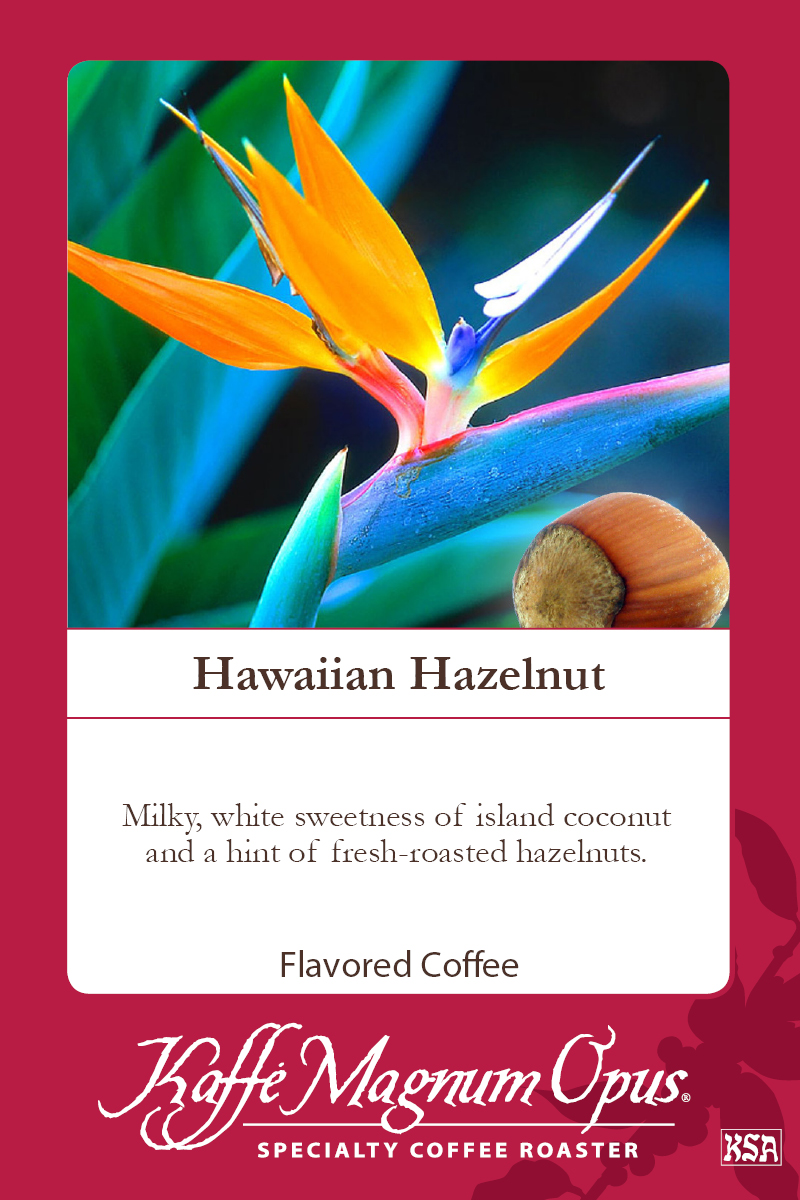 Hawaiian Hazelnut
Milky, white sweetness of island coconut
and a hint of fresh-roasted hazelnuts.
Flavored Coffee
Kaffé Magnum Opus®
SPECIALTY COFFEE ROASTER
KSA